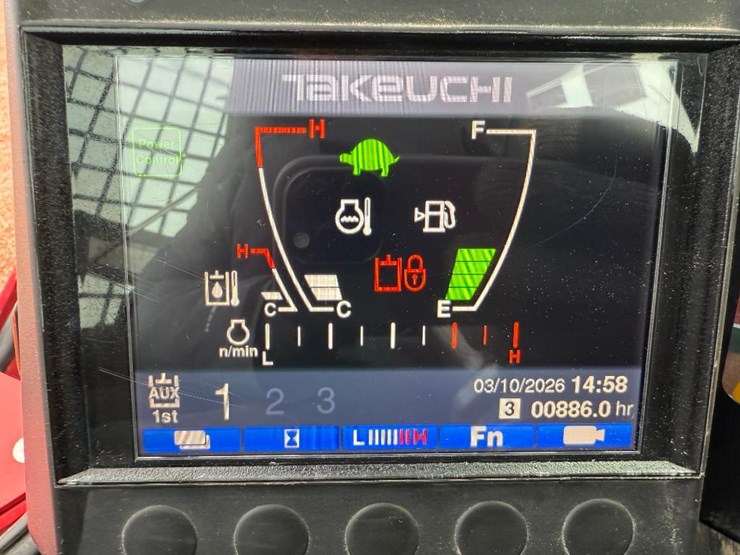 TAKEUCHI
Power
Control
H
F
H
C
C
E
n/min
L
H
AUX
1st
1 2 3
03/10/2026 14:58
3 00886.0 hr
L H
Fn